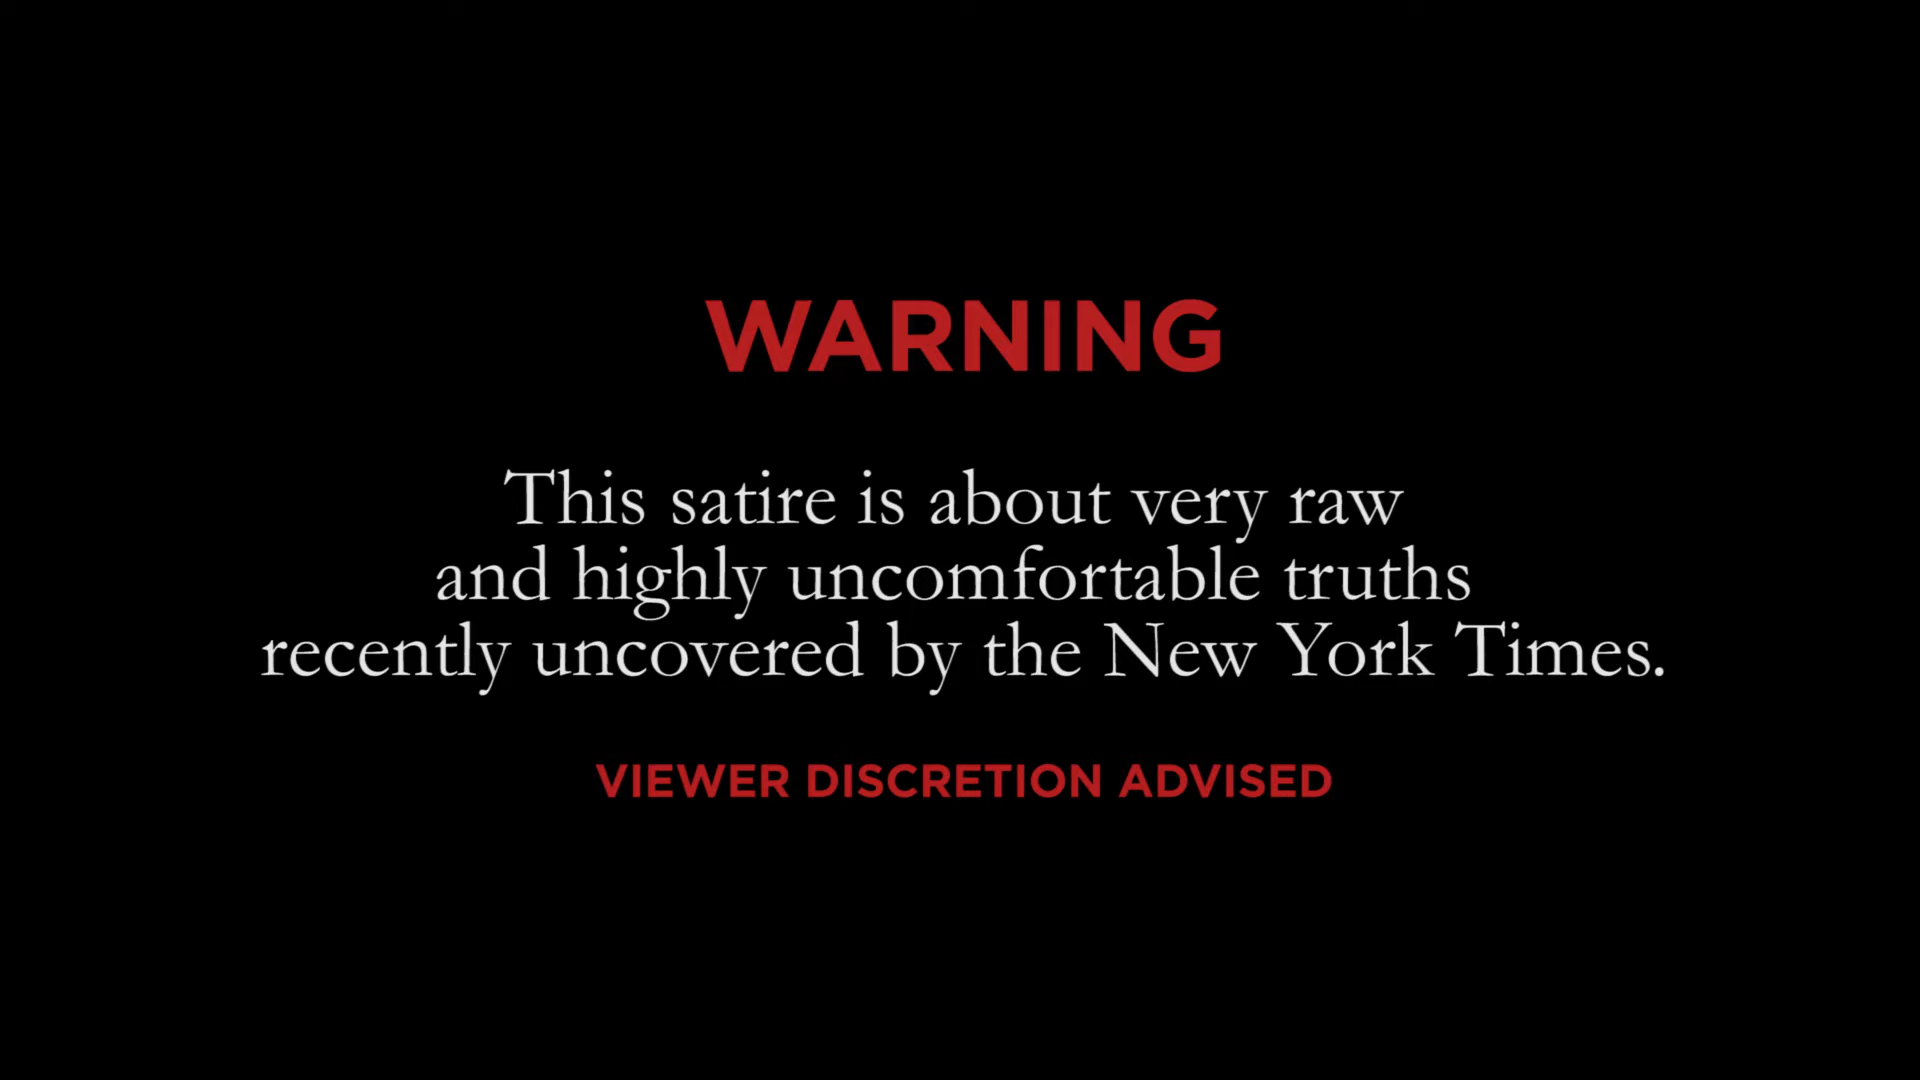 WARNING
This satire is about very raw
and highly uncomfortable truths
recently uncovered by the New York Times.
VIEWER DISCRETION ADVISED